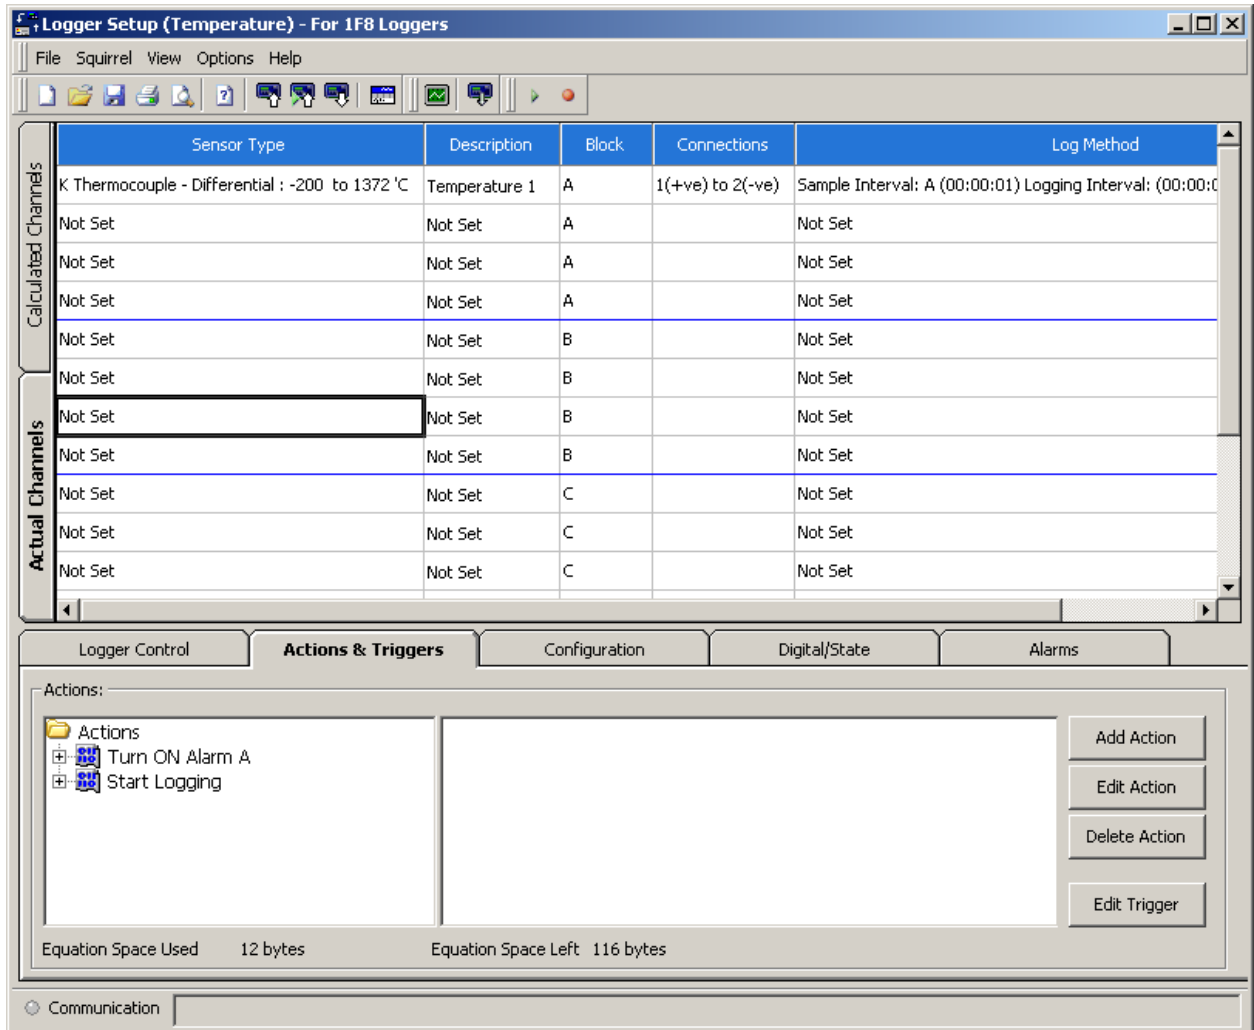 Logger Setup (Temperature) - For 1F8 Loggers
File Squirrel View Options Help
Sensor Type Description Block Connections Log Method
K Thermocouple - Differential : -200 to 1372 'C Temperature 1 A 1(+ve) to 2(-ve) Sample Interval: A (00:00:01) Logging Interval: (00:00:0
Not Set Not Set A Not Set
Not Set Not Set A Not Set
Not Set Not Set A Not Set
Not Set Not Set B Not Set
Not Set Not Set B Not Set
Not Set Not Set B Not Set
Not Set Not Set B Not Set
Not Set Not Set C Not Set
Not Set Not Set C Not Set
Not Set Not Set C Not Set
Calculated Channels
Actual Channels
Logger Control Actions & Triggers Configuration Digital/State Alarms
Actions:
Actions
Turn ON Alarm A
Start Logging
Add Action
Edit Action
Delete Action
Edit Trigger
Equation Space Used 12 bytes Equation Space Left 116 bytes
Communication